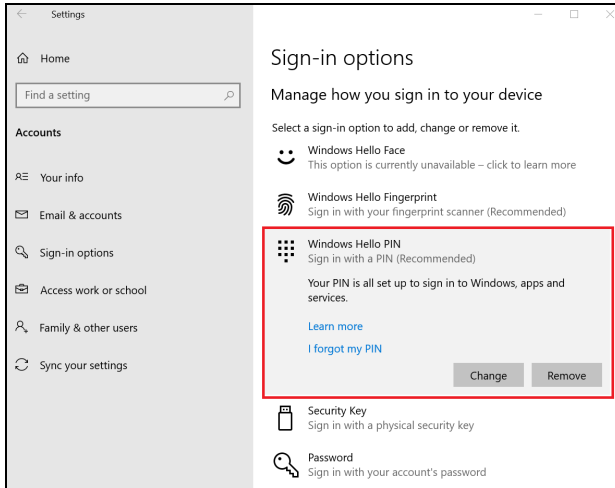 Settings
Home
Find a setting
Accounts
Your info
Email & accounts
Sign-in options
Access work or school
Family & other users
Sync your settings
Sign-in options
Manage how you sign in to your device
Select a sign-in option to add, change or remove it.
Windows Hello Face
This option is currently unavailable – click to learn more
Windows Hello Fingerprint
Sign in with your fingerprint scanner (Recommended)
Windows Hello PIN
Sign in with a PIN (Recommended)
Your PIN is all set up to sign in to Windows, apps and
services.
Learn more
I forgot my PIN
Change Remove
Security Key
Sign in with a physical security key
Password
Sign in with your account's password